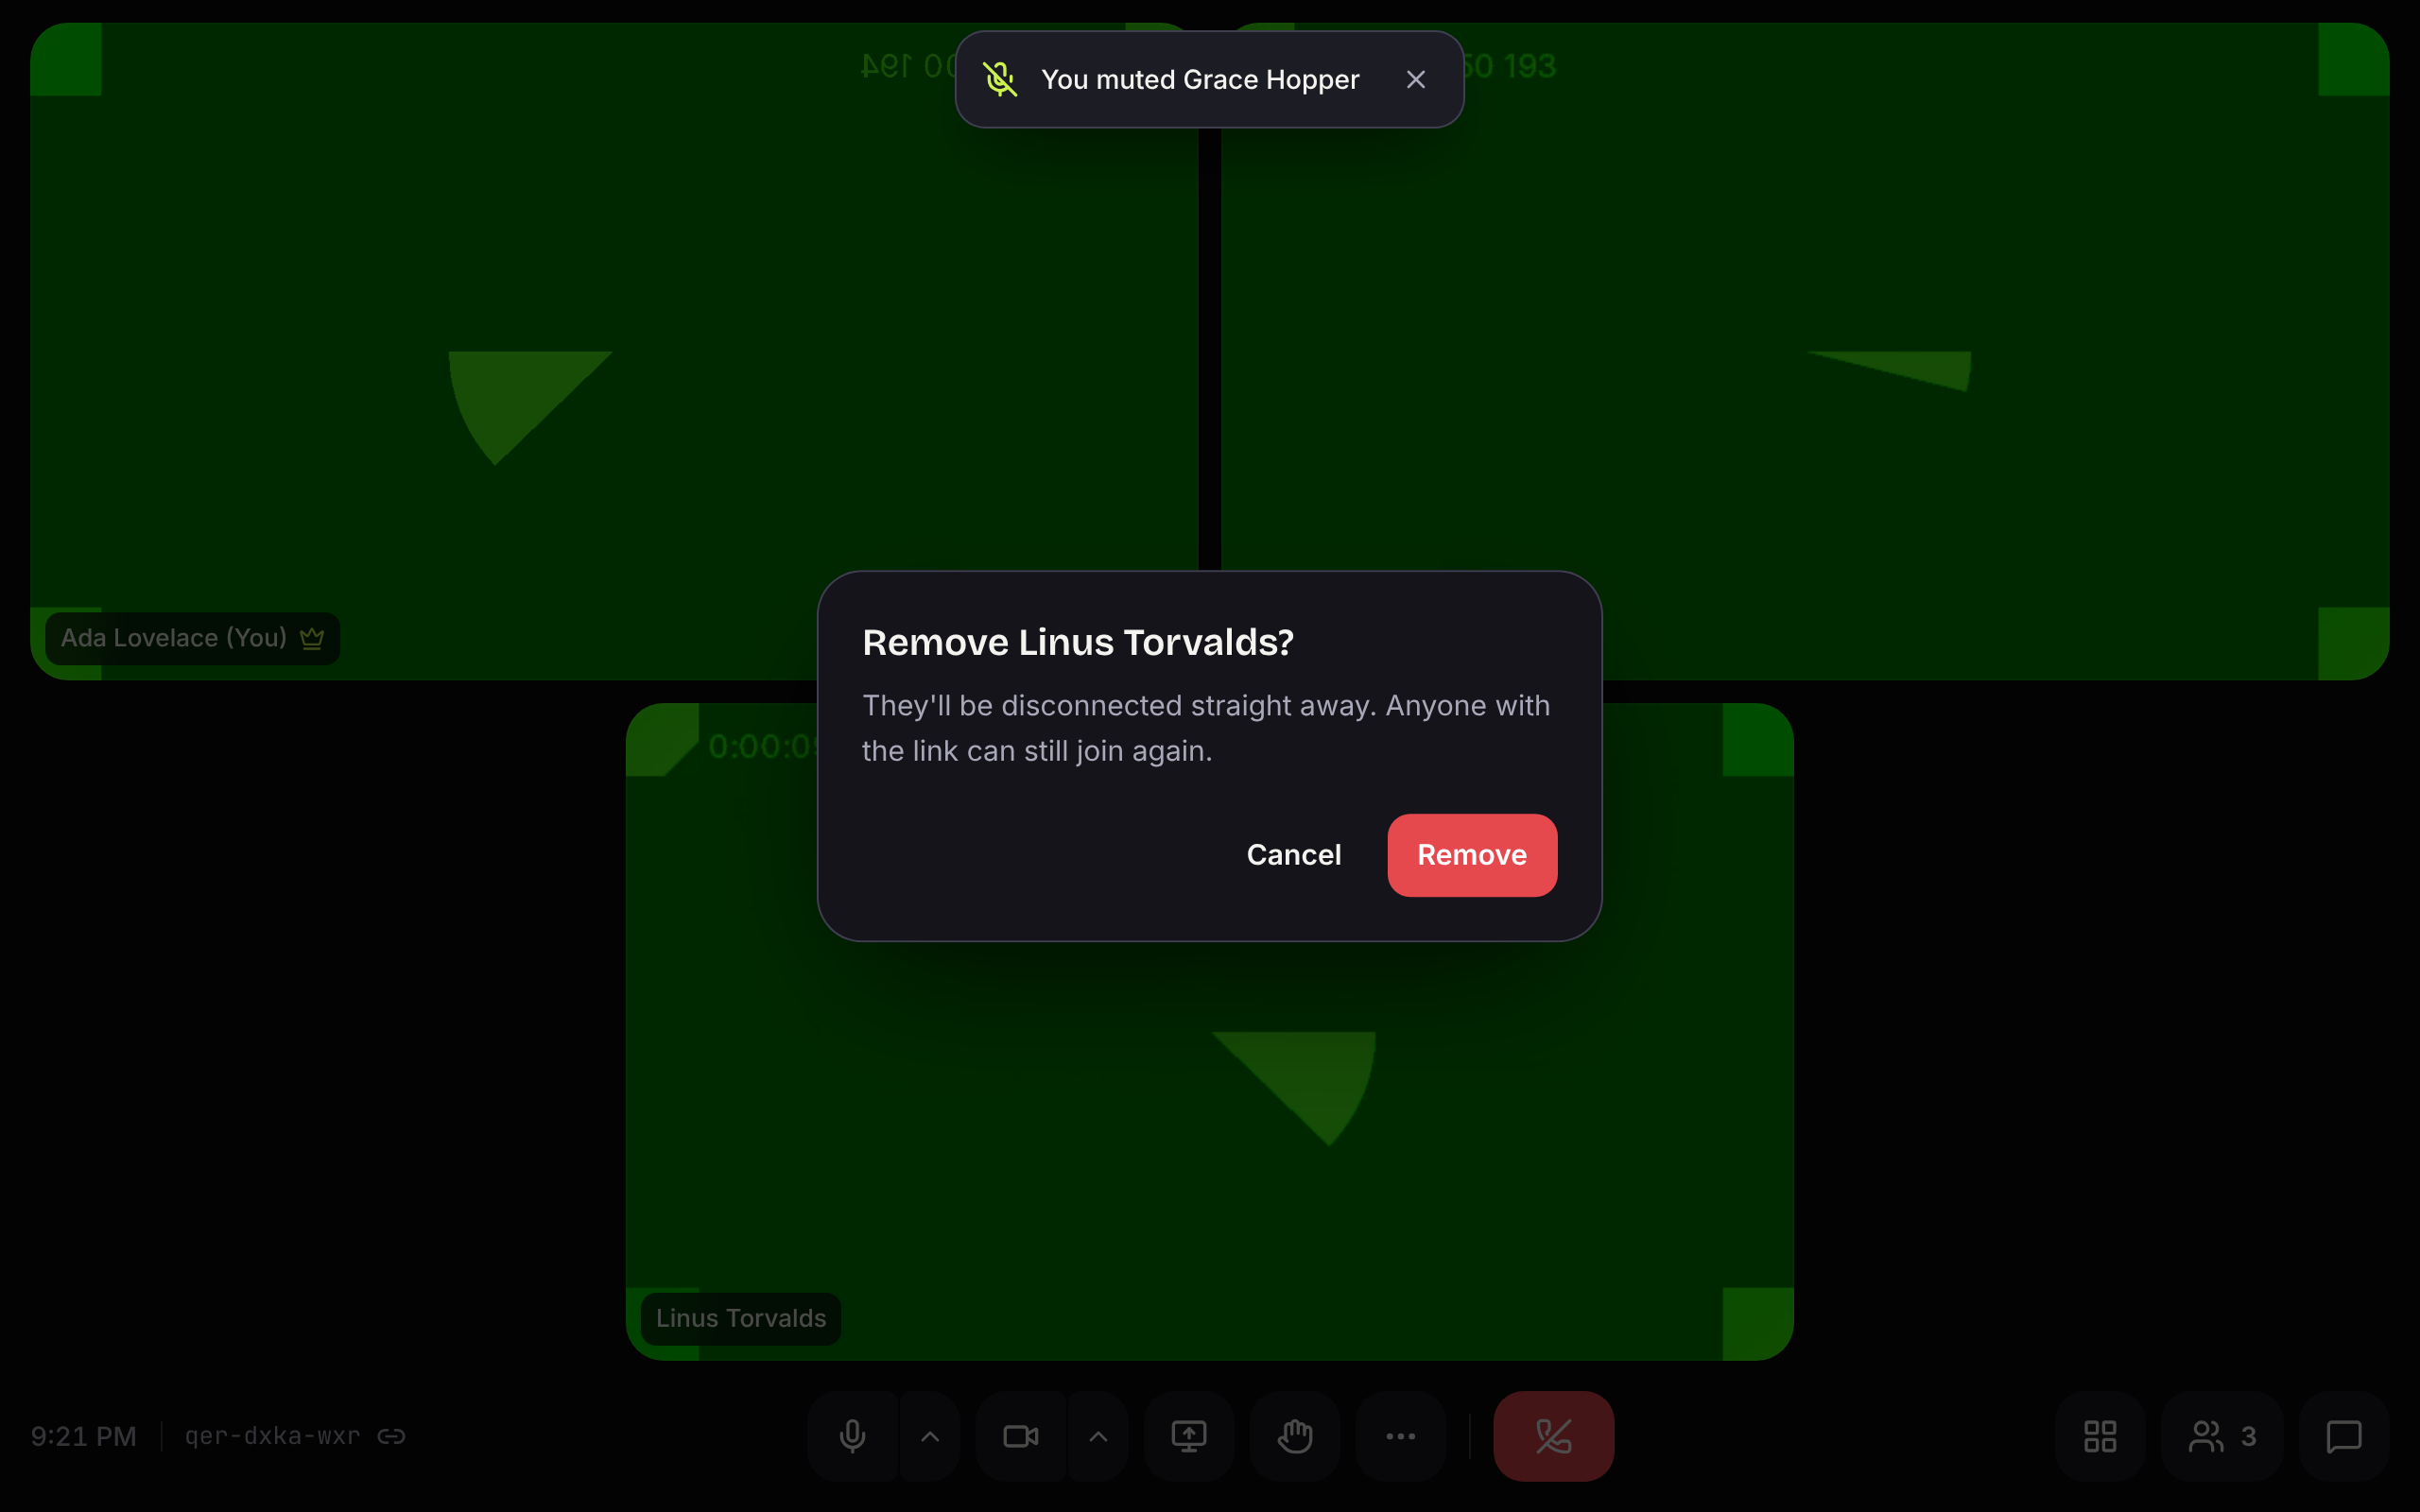 You muted Grace Hopper
193
Ada Lovelace (You)
Remove Linus Torvalds?
They'll be disconnected straight away. Anyone with
the link can still join again.
Cancel
Remove
Linus Torvalds
9:21 PM
qer-dxka-wxr
3